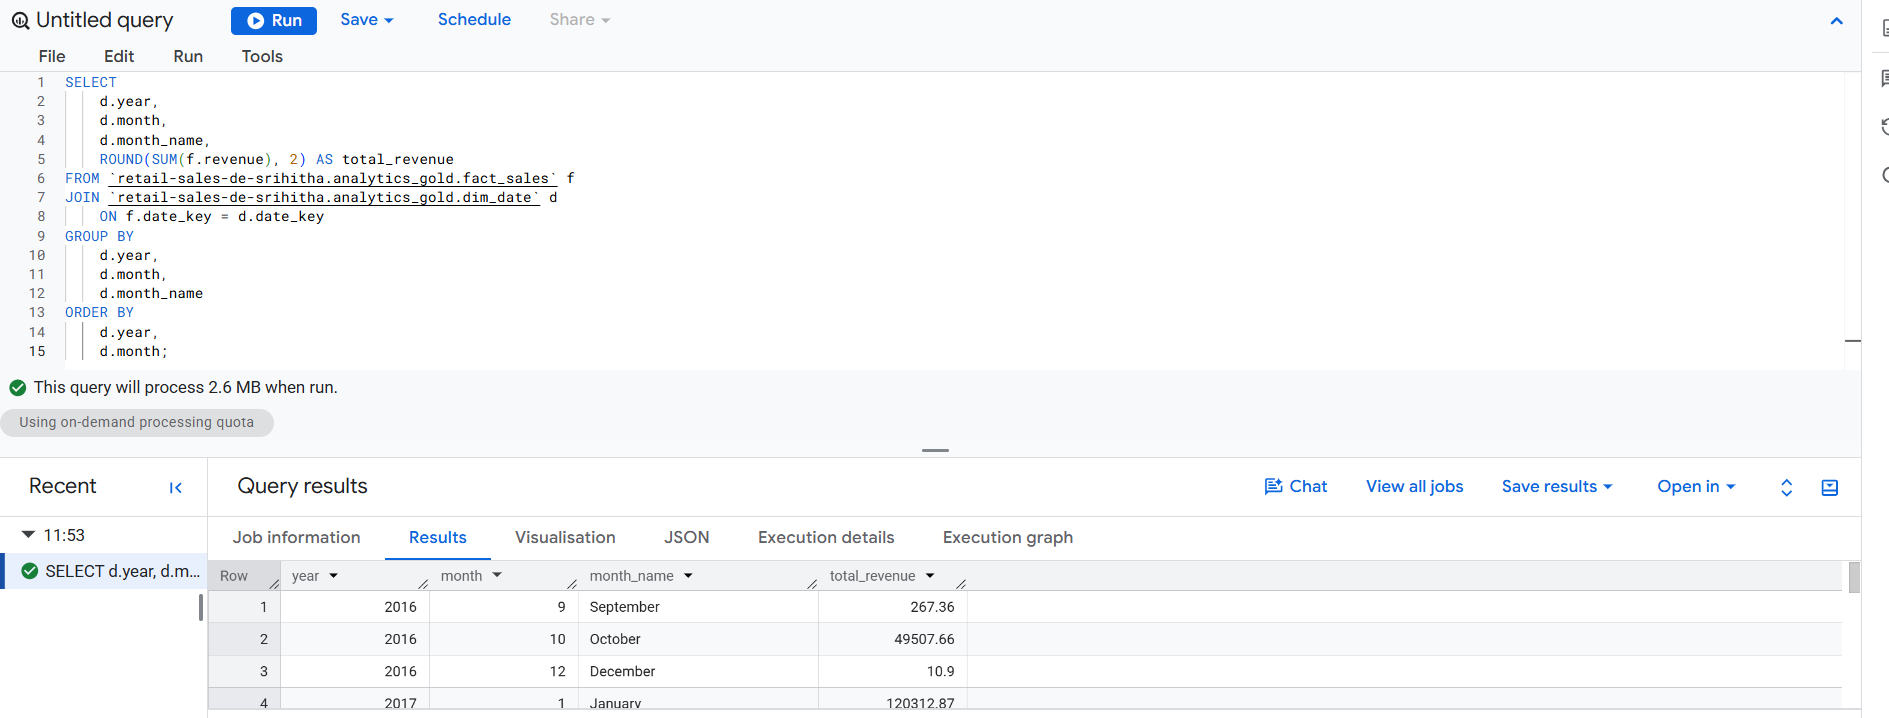 Untitled query Run Save Schedule Share
File Edit Run Tools
1 SELECT
2 d.year,
3 d.month,
4 d.month_name,
5 ROUND(SUM(f.revenue), 2) AS total_revenue
6 FROM `retail-sales-de-srihitha.analytics_gold.fact_sales` f
7 JOIN `retail-sales-de-srihitha.analytics_gold.dim_date` d
8 ON f.date_key = d.date_key
9 GROUP BY
10 d.year,
11 d.month,
12 d.month_name
13 ORDER BY
14 d.year,
15 d.month;
This query will process 2.6 MB when run.
Using on-demand processing quota
Recent
11:53
SELECT d.year, d.m...
Query results Chat View all jobs Save results Open in
Job information Results Visualisation JSON Execution details Execution graph
Row year month month_name total_revenue
1 2016 9 September 267.36
2 2016 10 October 49507.66
3 2016 12 December 10.9
4 2017 1 January 120312.87